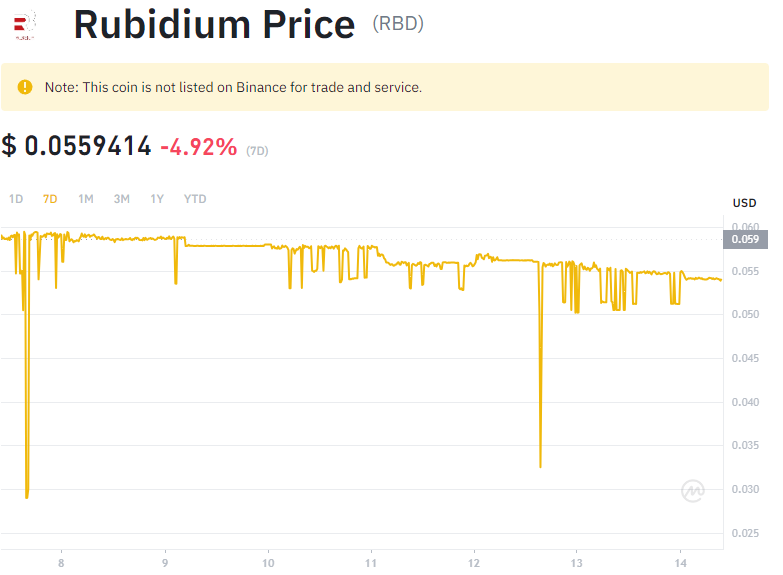 Rubidium Price (RBD)
Note: This coin is not listed on Binance for trade and service.
$ 0.0559414 -4.92% (7D)
1D 7D 1M 3M 1Y YTD
USD
0.060
0.059
0.055
0.050
0.045
0.040
0.035
0.030
0.025
8 9 10 11 12 13 14